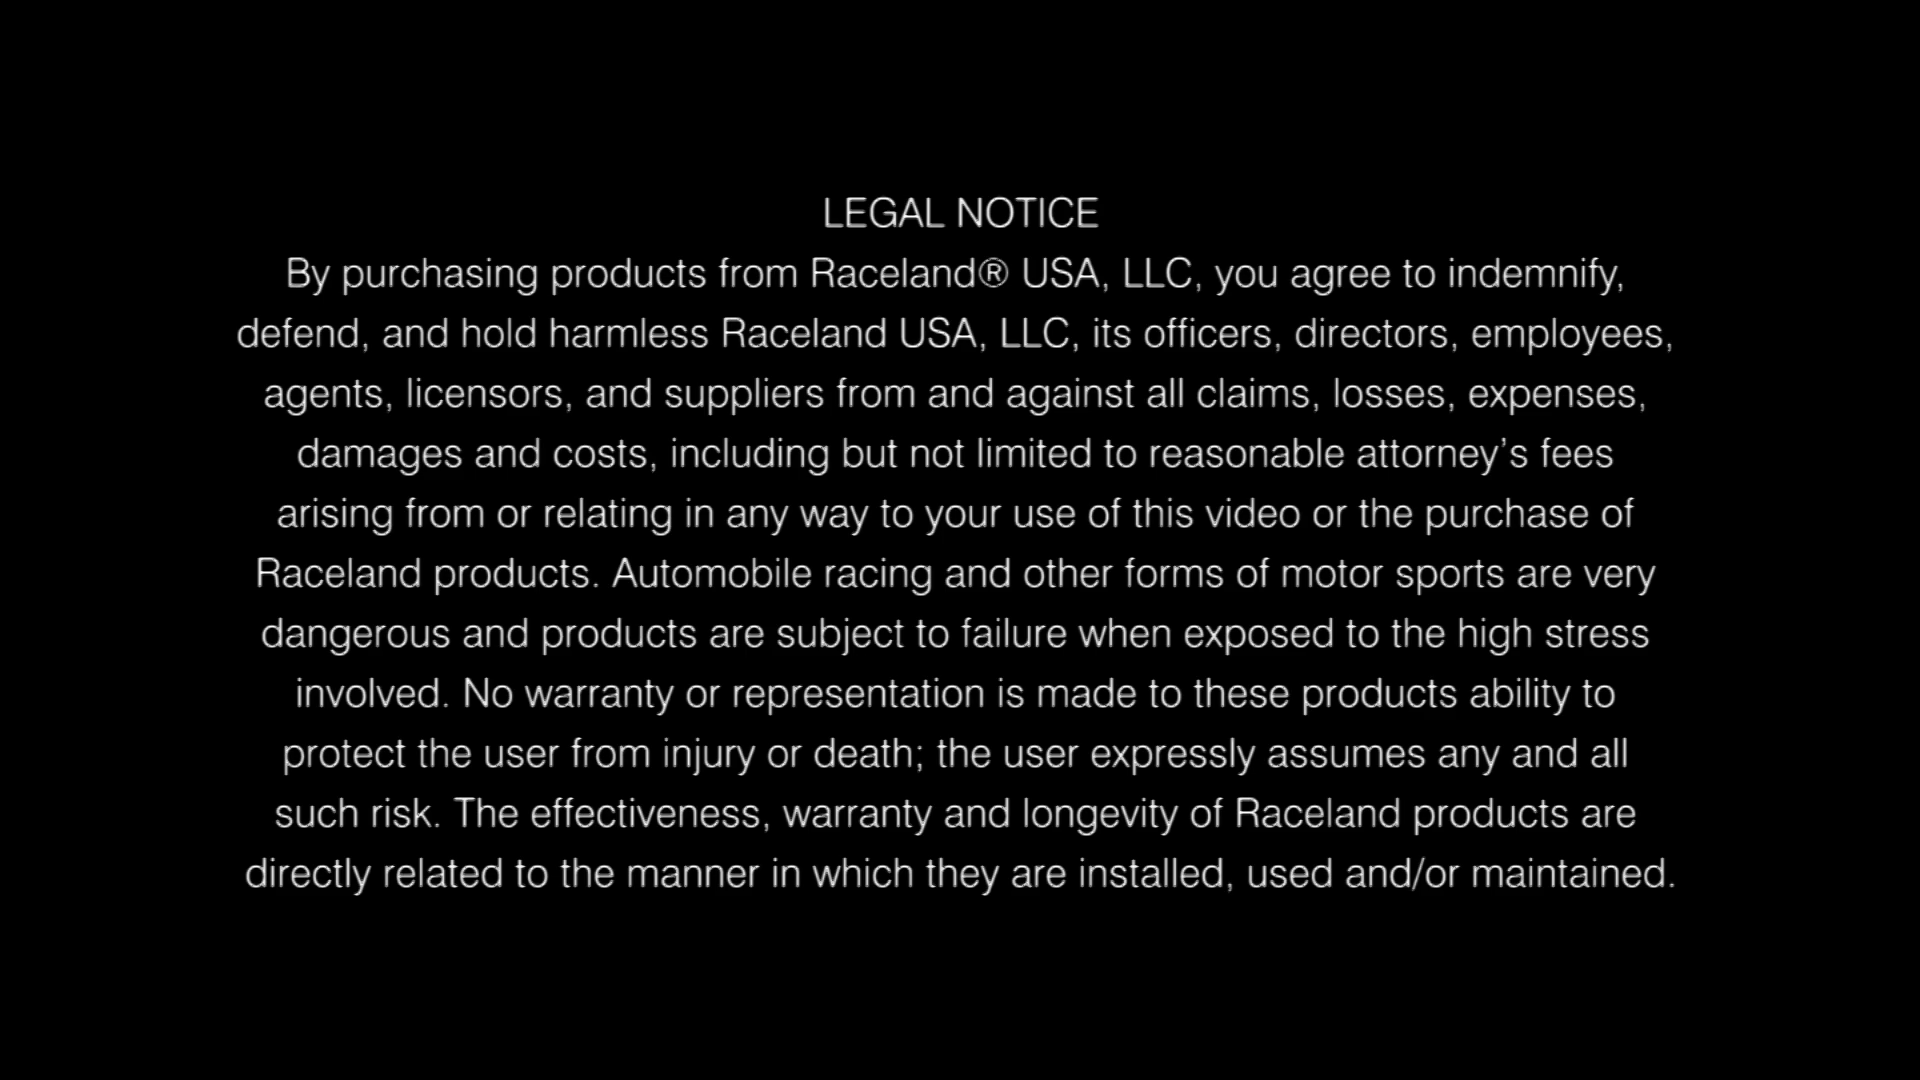 LEGAL NOTICE
By purchasing products from Raceland® USA, LLC, you agree to indemnify,
defend, and hold harmless Raceland USA, LLC, its officers, directors, employees,
agents, licensors, and suppliers from and against all claims, losses, expenses,
damages and costs, including but not limited to reasonable attorney’s fees
arising from or relating in any way to your use of this video or the purchase of
Raceland products. Automobile racing and other forms of motor sports are very
dangerous and products are subject to failure when exposed to the high stress
involved. No warranty or representation is made to these products ability to
protect the user from injury or death; the user expressly assumes any and all
such risk. The effectiveness, warranty and longevity of Raceland products are
directly related to the manner in which they are installed, used and/or maintained.